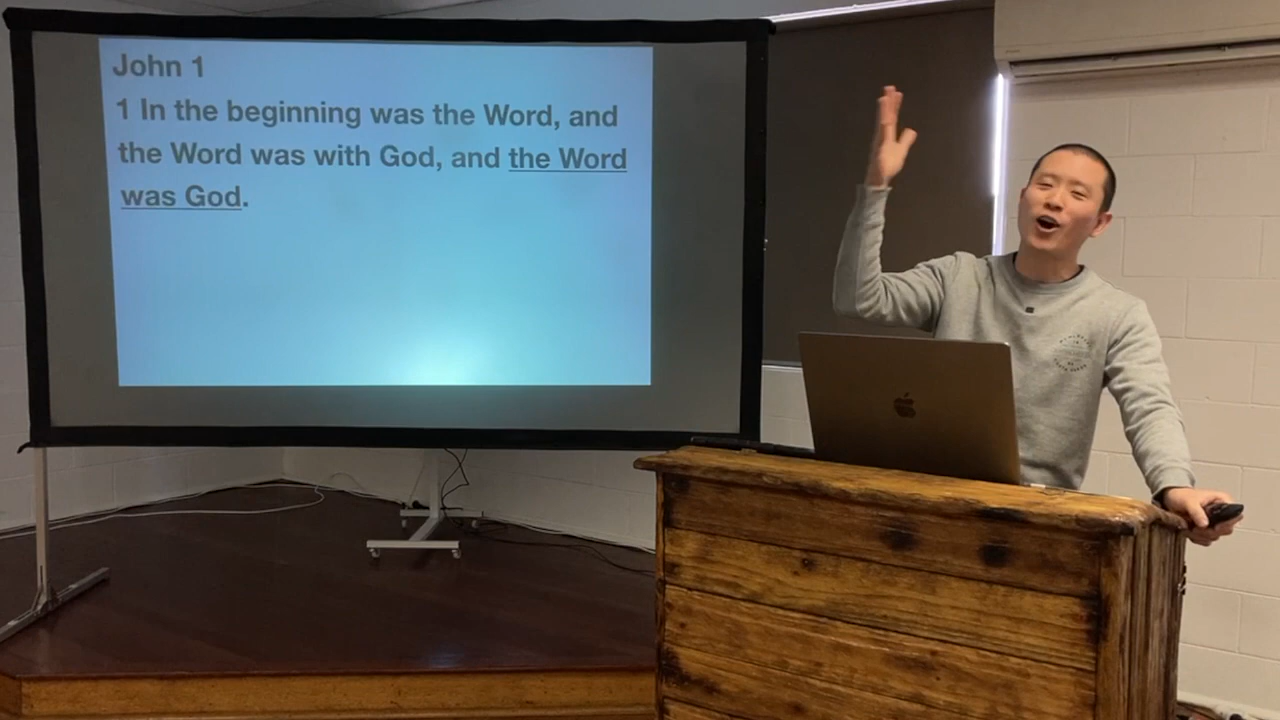 John 1
1 In the beginning was the Word, and
the Word was with God, and the Word
was God.